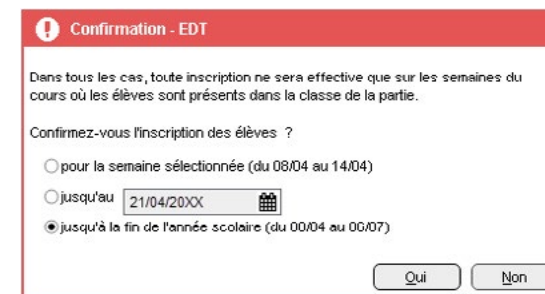 Confirmation - EDT
Dans tous les cas, toute inscription ne sera effective que sur les semaines du
cours où les élèves sont présents dans la classe de la partie.
Confirmez-vous l'inscription des élèves ?
pour la semaine sélectionnée (du 08/04 au 14/04)
jusqu'au 21/04/20XX
jusqu'à la fin de l'année scolaire (du 00/04 au 06/07)
Oui Non